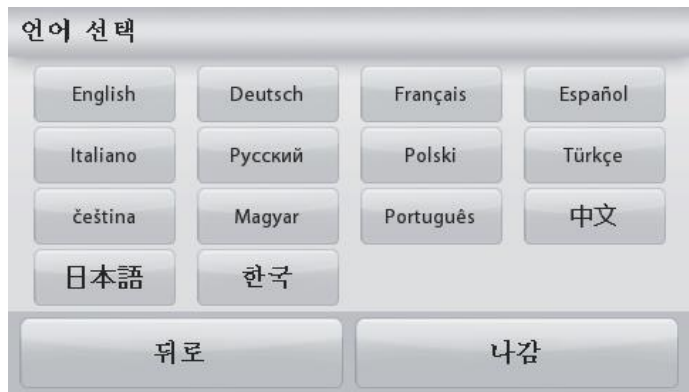 언어 선택
English Deutsch Français Español
Italiano Русский Polski Türkçe
čeština Magyar Português 中文
日本語 한국
뒤로 나감